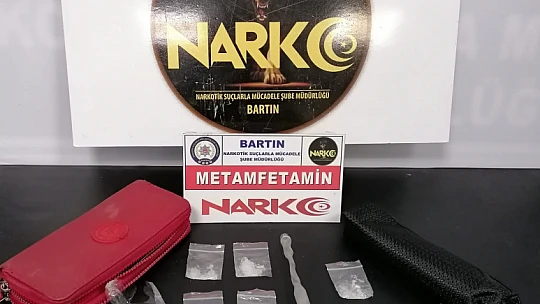 NARKO
NARKOTİK SUÇLARLA MÜCADELE ŞUBE MÜDÜRLÜĞÜ
BARTIN
BARTIN
NARKOTİK SUÇLARLA MÜCADELE
ŞUBE MÜDÜRLÜĞÜ
NARKO
METAMFETAMİN
NARKO